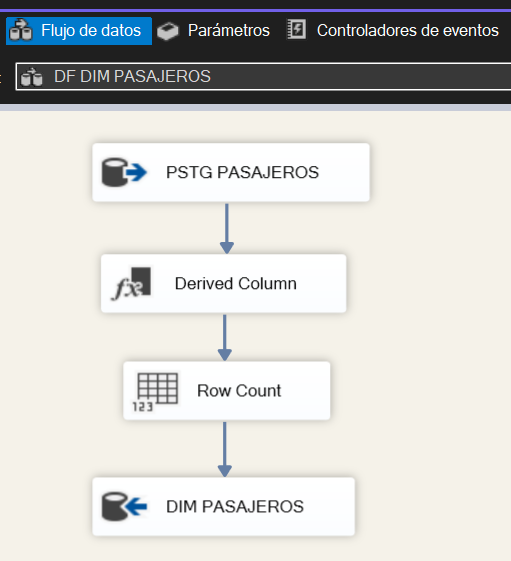 Flujo de datos Parámetros Controladores de eventos
: DF DIM PASAJEROS
PSTG PASAJEROS
fx Derived Column
123 Row Count
DIM PASAJEROS